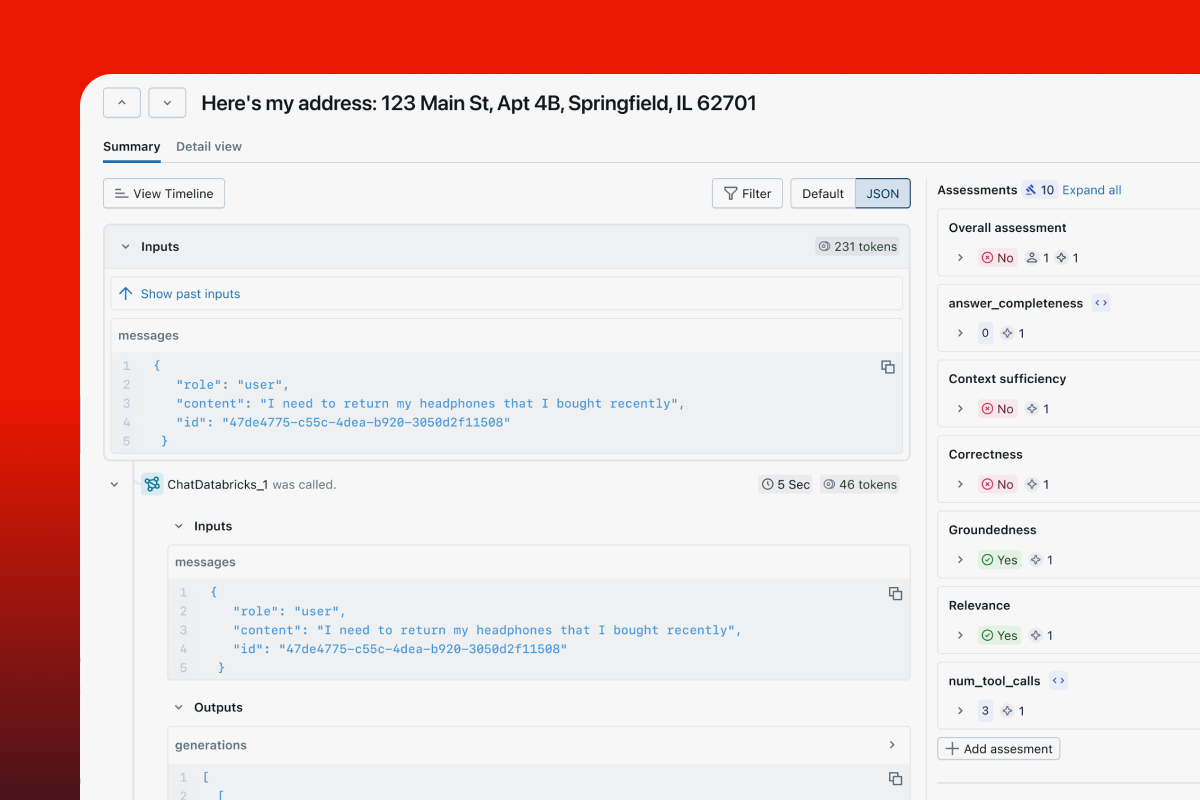 Here's my address: 123 Main St, Apt 4B, Springfield, IL 62701
Summary Detail view
View Timeline Filter Default JSON
Inputs 231 tokens
Show past inputs
messages
1 {
2 "role": "user",
3 "content": "I need to return my headphones that I bought recently",
4 "id": "47de4775-c55c-4dea-b920-3050d2f11508"
5 }
ChatDatabricks_1 was called. 5 Sec 46 tokens
Inputs
messages
1 {
2 "role": "user",
3 "content": "I need to return my headphones that I bought recently",
4 "id": "47de4775-c55c-4dea-b920-3050d2f11508"
5 }
Outputs
generations
1 [
2 [
Assessments 10 Expand all
Overall assessment
No 1 1
answer_completeness <>
0 1
Context sufficiency
No 1
Correctness
No 1
Groundedness
Yes 1
Relevance
Yes 1
num_tool_calls <>
3 1
Add assesment